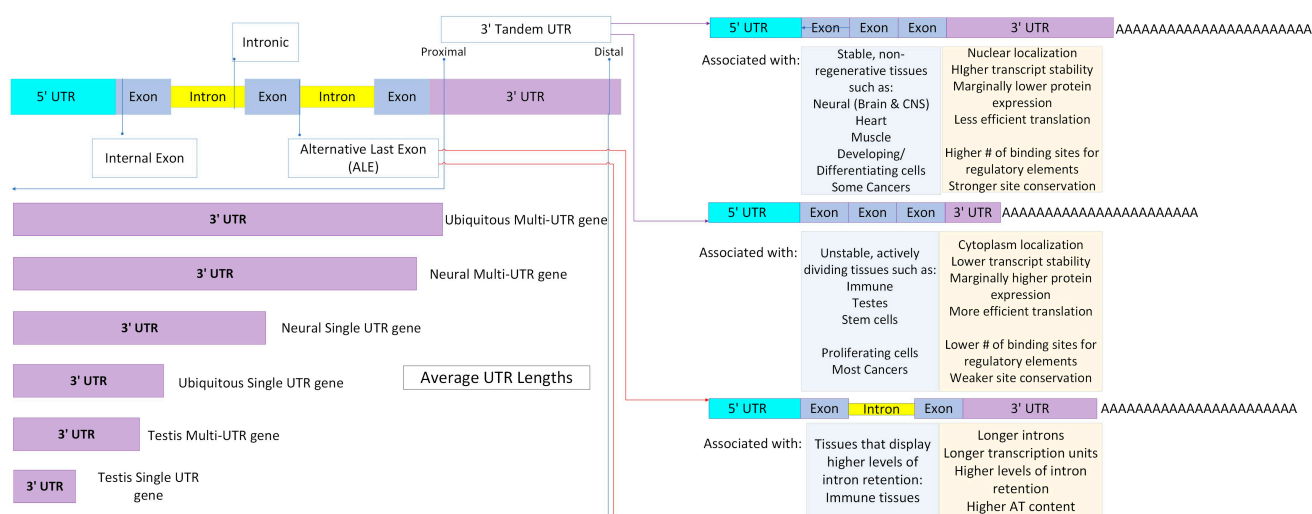 Intronic
3' Tandem UTR
Proximal
Distal
5' UTR
Exon
Intron
Exon
Intron
Exon
3' UTR
Internal Exon
Alternative Last Exon
(ALE)
3' UTR
Ubiquitous Multi-UTR gene
3' UTR
Neural Multi-UTR gene
3' UTR
Neural Single UTR gene
3' UTR
Ubiquitous Single UTR gene
Average UTR Lengths
3' UTR
Testis Multi-UTR gene
3' UTR
Testis Single UTR
gene
5' UTR
Exon
Exon
Exon
3' UTR
AAAAAAAAAAAAAAAAAAAAAAA
Associated with:
Stable, non-
regenerative tissues
such as:
Neural (Brain & CNS)
Heart
Muscle
Developing/
Differentiating cells
Some Cancers
Nuclear localization
HIgher transcript stability
Marginally lower protein
expression
Less efficient translation
Higher # of binding sites for
regulatory elements
Stronger site conservation
5' UTR
Exon
Exon
Exon
3' UTR
AAAAAAAAAAAAAAAAAAAAAAA
Associated with:
Unstable, actively
dividing tissues such as:
Immune
Testes
Stem cells
Proliferating cells
Most Cancers
Cytoplasm localization
Lower transcript stability
Marginally higher protein
expression
More efficient translation
Lower # of binding sites for
regulatory elements
Weaker site conservation
5' UTR
Exon
Intron
Exon
3' UTR
AAAAAAAAAAAAAAAAAAAAAAA
Associated with:
Tissues that display
higher levels of
intron retention:
Immune tissues
Longer introns
Longer transcription units
Higher levels of intron
retention
Higher AT content